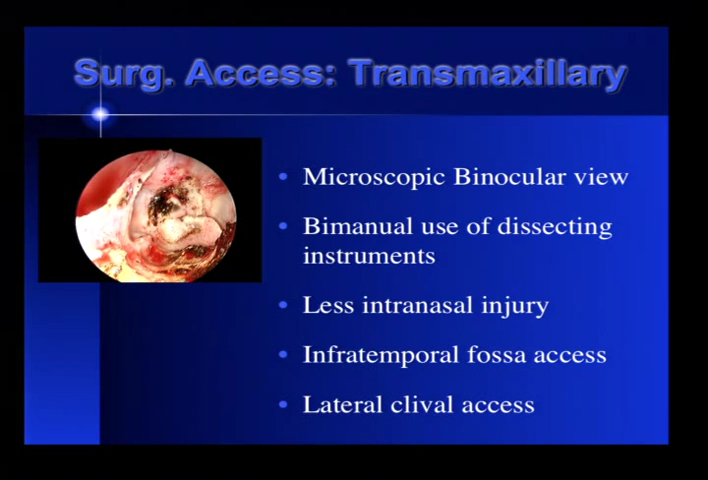 Surg. Access: Transmaxillary
• Microscopic Binocular view
• Bimanual use of dissecting
instruments
• Less intranasal injury
• Infratemporal fossa access
• Lateral clival access